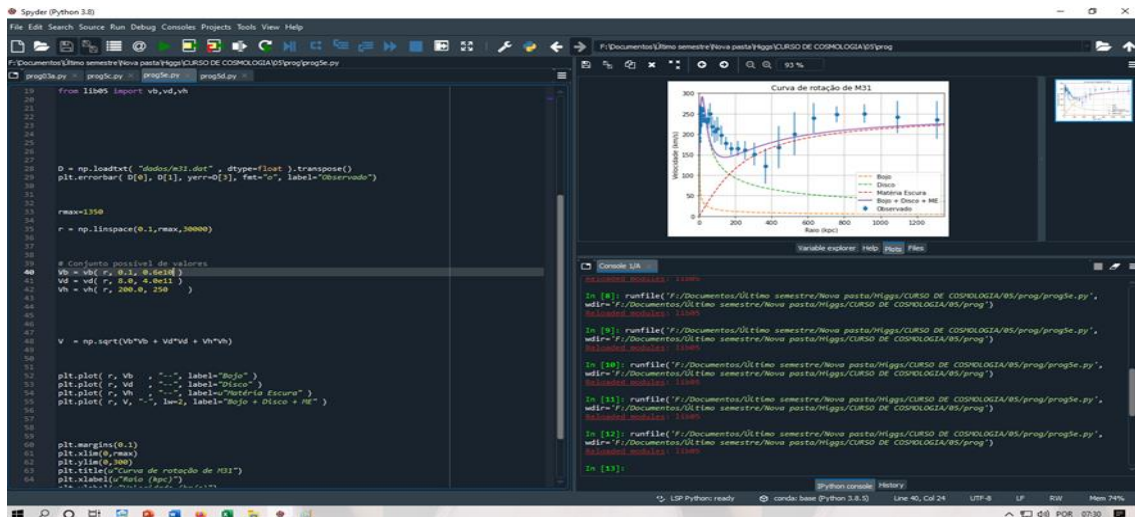 Spyder (Python 3.8)
File Edit Search Source Run Debug Consoles Projects Tools View Help
F:\Documentos\Último semestre\Nova pasta\Higgs\CURSO DE COSMOLOGIA\05\prog
F:\Documentos\Último semestre\Nova pasta\Higgs\CURSO DE COSMOLOGIA\05\prog\prog5e.py
prog03a.py prog5c.py prog5e.py prog5d.py
19 from lib05 import vb,vd,vh
20
21
22
23
24
25
26
27
28 D = np.loadtxt( "dados/m31.dat" , dtype=float ).transpose()
29 plt.errorbar( D[0], D[1], yerr=D[3], fmt="o", label="Observado")
30
31
32
33 rmax=1350
34
35 r = np.linspace(0.1,rmax,30000)
36
37
38
39 # Conjunto possível de valores
40 Vb = vb( r, 0.1, 0.6e10 )
41 Vd = vd( r, 8.0, 4.0e11 )
42 Vh = vh( r, 200.0, 250 )
43
44
45
46
47
48 V = np.sqrt(Vb*Vb + Vd*Vd + Vh*Vh)
49
50
51
52 plt.plot( r, Vb , "--", label="Bojo" )
53 plt.plot( r, Vd , "--", label="Disco" )
54 plt.plot( r, Vh , "--", label=u"Matéria Escura" )
55 plt.plot( r, V, "-", lw=2, label="Bojo + Disco + ME" )
56
57
58
59
60 plt.margins(0.1)
61 plt.xlim(0,rmax)
62 plt.ylim(0,300)
63 plt.title(u"Curva de rotação de M31")
64 plt.xlabel(u"Raio (kpc)")
93 %
Curva de rotação de M31
300
250
200
150
100
50
0
Velocidade (km/s)
0 200 400 600 800 1000 1200
Raio (kpc)
Bojo
Disco
Matéria Escura
Bojo + Disco + ME
Observado
Variable explorer Help Plots Files
Console 1/A
Reloaded modules: lib05
In [8]: runfile('F:/Documentos/Último semestre/Nova pasta/Higgs/CURSO DE COSMOLOGIA/05/prog/prog5e.py',
wdir='F:/Documentos/Último semestre/Nova pasta/Higgs/CURSO DE COSMOLOGIA/05/prog')
Reloaded modules: lib05
In [9]: runfile('F:/Documentos/Último semestre/Nova pasta/Higgs/CURSO DE COSMOLOGIA/05/prog/prog5e.py',
wdir='F:/Documentos/Último semestre/Nova pasta/Higgs/CURSO DE COSMOLOGIA/05/prog')
Reloaded modules: lib05
In [10]: runfile('F:/Documentos/Último semestre/Nova pasta/Higgs/CURSO DE COSMOLOGIA/05/prog/prog5e.py',
wdir='F:/Documentos/Último semestre/Nova pasta/Higgs/CURSO DE COSMOLOGIA/05/prog')
Reloaded modules: lib05
In [11]: runfile('F:/Documentos/Último semestre/Nova pasta/Higgs/CURSO DE COSMOLOGIA/05/prog/prog5e.py',
wdir='F:/Documentos/Último semestre/Nova pasta/Higgs/CURSO DE COSMOLOGIA/05/prog')
Reloaded modules: lib05
In [12]: runfile('F:/Documentos/Último semestre/Nova pasta/Higgs/CURSO DE COSMOLOGIA/05/prog/prog5e.py',
wdir='F:/Documentos/Último semestre/Nova pasta/Higgs/CURSO DE COSMOLOGIA/05/prog')
Reloaded modules: lib05
In [13]:
IPython console History
LSP Python: ready conda: base (Python 3.8.5) Line 40, Col 24 UTF-8 LF RW Mem 74%
POR 07:30